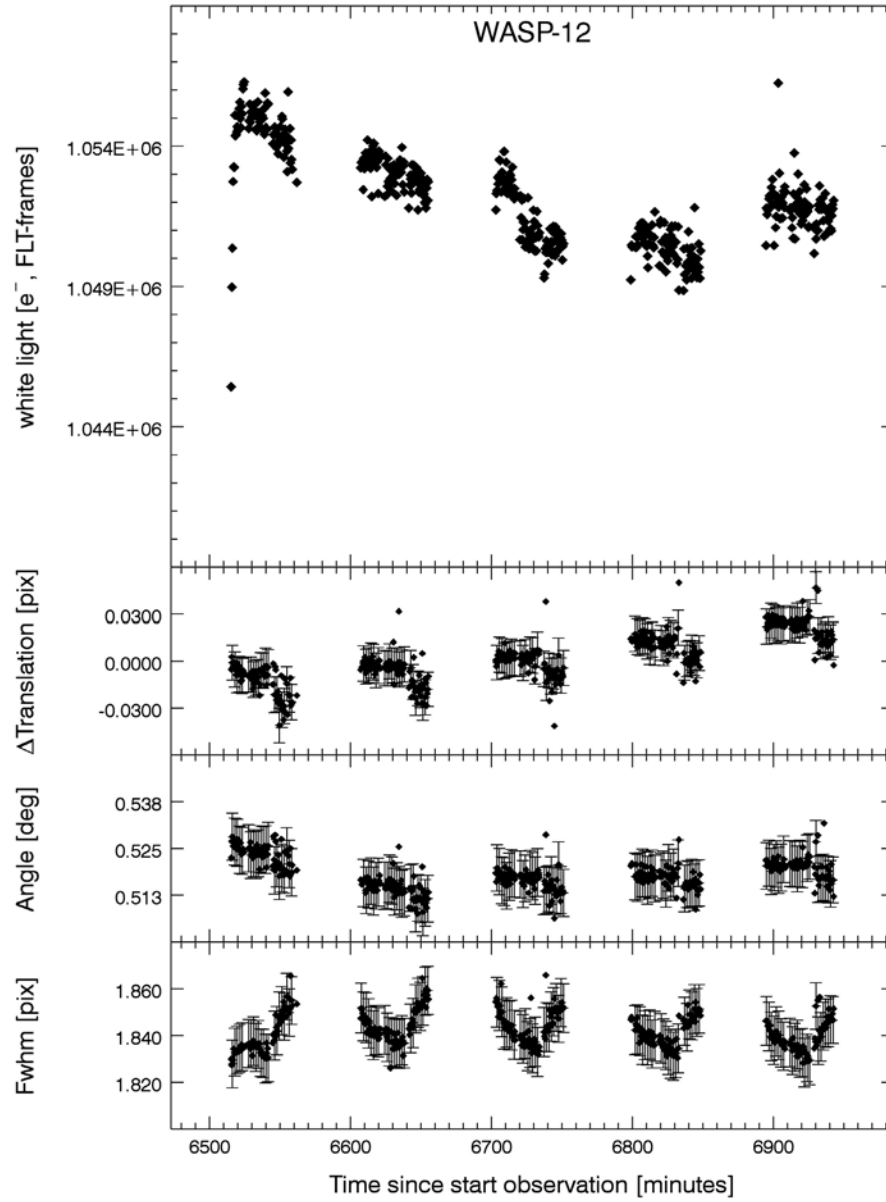 WASP-12
white light [e⁻, FLT-frames]
1.054E+06
1.049E+06
1.044E+06
ΔTranslation [pix]
0.0300
0.0000
-0.0300
Angle [deg]
0.538
0.525
0.513
Fwhm [pix]
1.860
1.840
1.820
6500 6600 6700 6800 6900
Time since start observation [minutes]